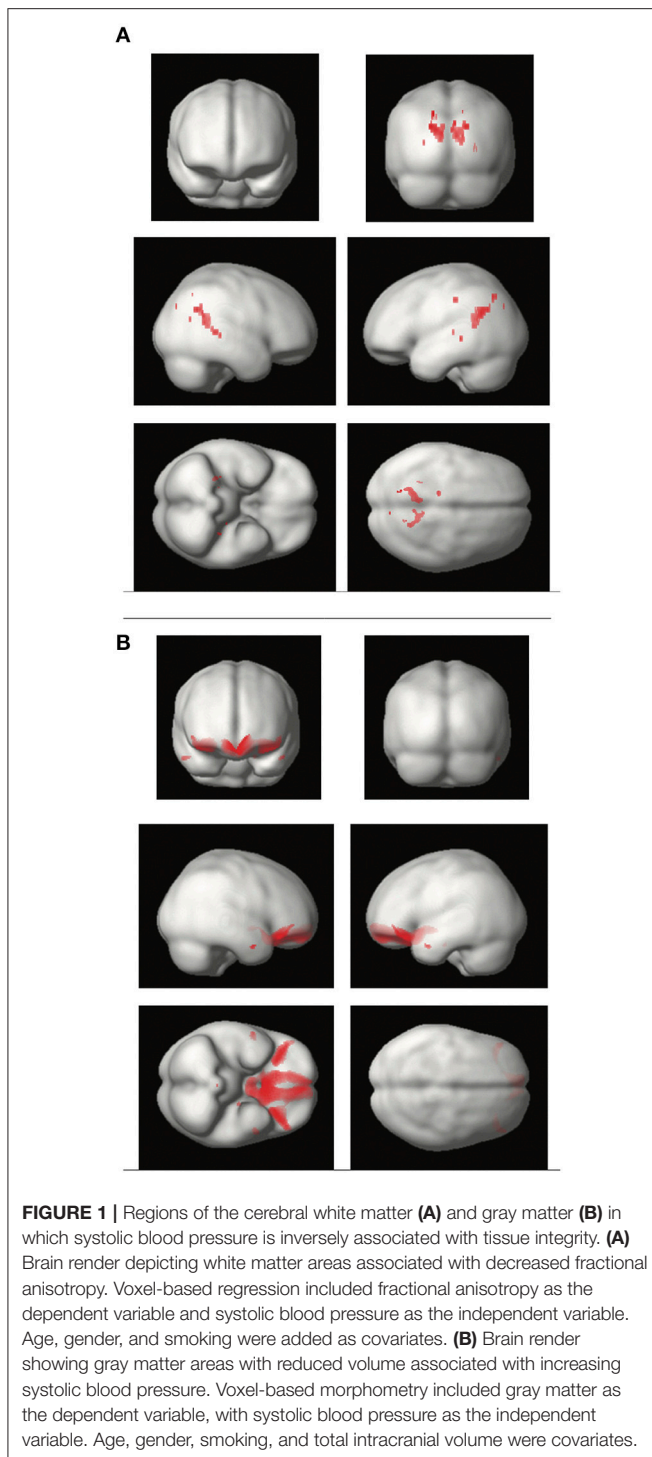 A
B
FIGURE 1 | Regions of the cerebral white matter (A) and gray matter (B) in
which systolic blood pressure is inversely associated with tissue integrity. (A)
Brain render depicting white matter areas associated with decreased fractional
anisotropy. Voxel-based regression included fractional anisotropy as the
dependent variable and systolic blood pressure as the independent variable.
Age, gender, and smoking were added as covariates. (B) Brain render
showing gray matter areas with reduced volume associated with increasing
systolic blood pressure. Voxel-based morphometry included gray matter as
the dependent variable, with systolic blood pressure as the independent
variable. Age, gender, smoking, and total intracranial volume were covariates.